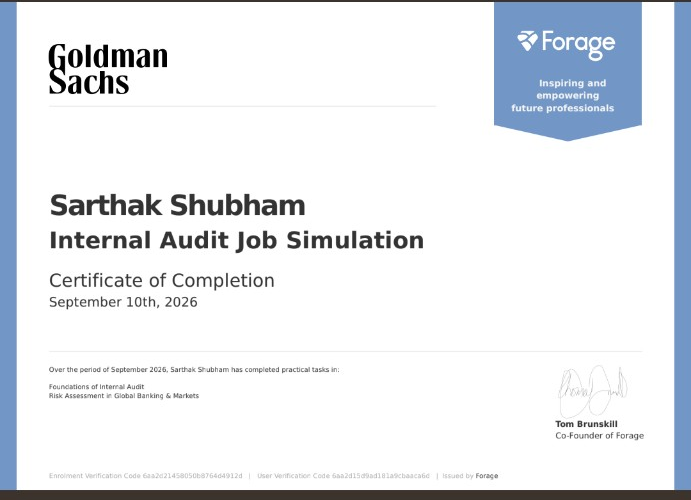 Goldman
Sachs
Forage
Inspiring and
empowering
future professionals
Sarthak Shubham
Internal Audit Job Simulation
Certificate of Completion
September 10th, 2026
Over the period of September 2026, Sarthak Shubham has completed practical tasks in:
Foundations of Internal Audit
Risk Assessment in Global Banking & Markets
Tom Brunskill
Co-Founder of Forage
Enrolment Verification Code 6aa2d21458050b8764d4912d | User Verification Code 6aa2d15d9ad181a9cbaaca6d | Issued by Forage